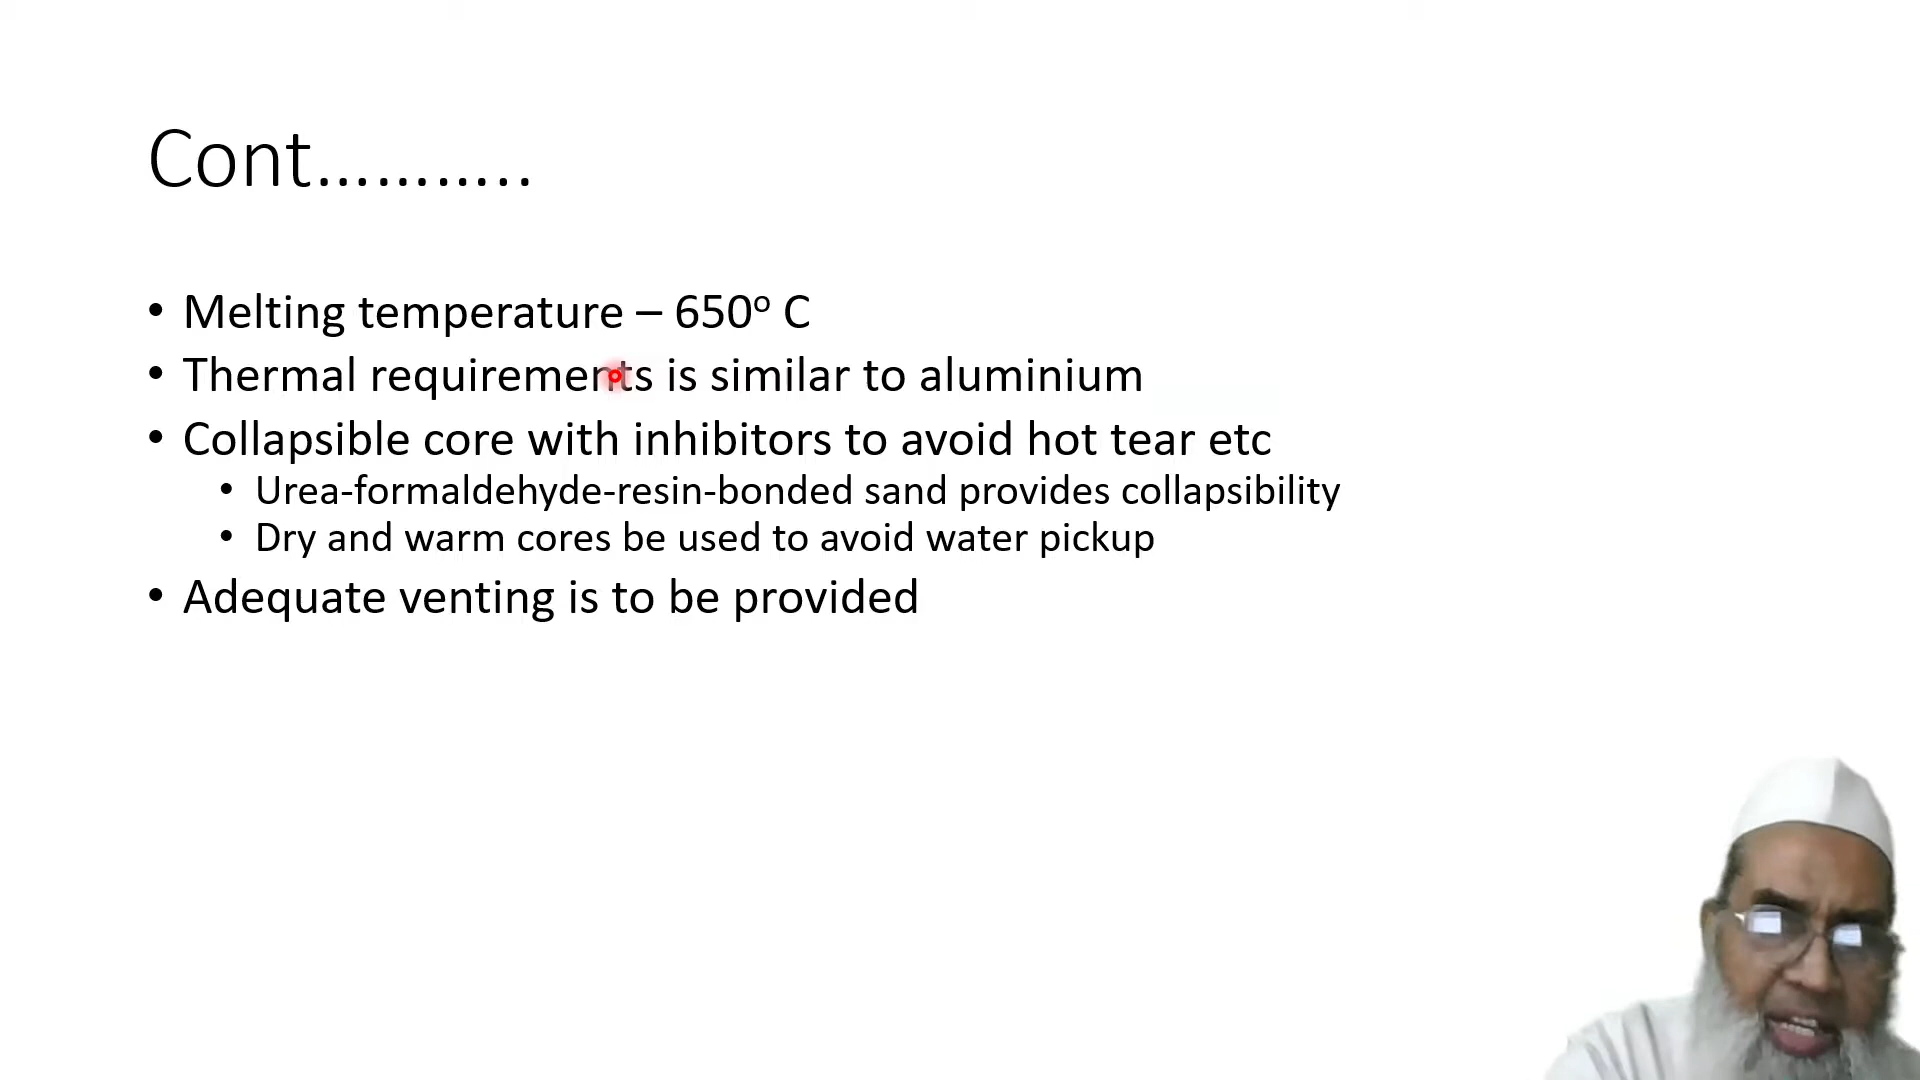 Cont………..
• Melting temperature – 650º C
• Thermal requirements is similar to aluminium
• Collapsible core with inhibitors to avoid hot tear etc
• Urea-formaldehyde-resin-bonded sand provides collapsibility
• Dry and warm cores be used to avoid water pickup
• Adequate venting is to be provided